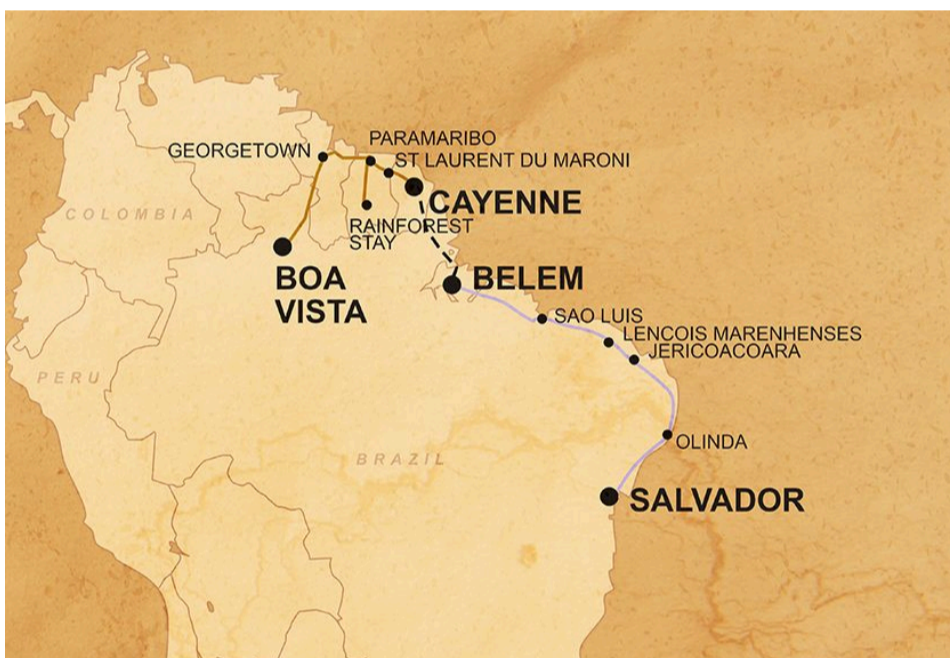 PARAMARIBO
GEORGETOWN
ST LAURENT DU MARONI
CAYENNE
COLOMBIA
RAINFOREST
STAY
BOA
VISTA
BELEM
SAO LUIS
LENCOIS MARENHENSES
JERICOACOARA
PERU
OLINDA
BRAZIL
SALVADOR